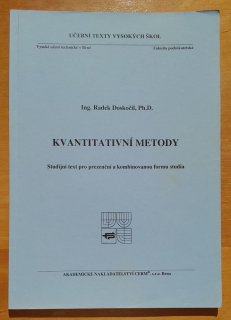 UČEBNÍ TEXTY VYSOKÝCH ŠKOL
Vysoké učení technické v Brně
Fakulta podnikatelská
Ing. Radek Doskočil, Ph.D.
KVANTITATIVNÍ METODY
Studijní text pro prezenční a kombinovanou formu studia
AKADEMICKÉ NAKLADATELSTVÍ CERM®, s.r.o. Brno